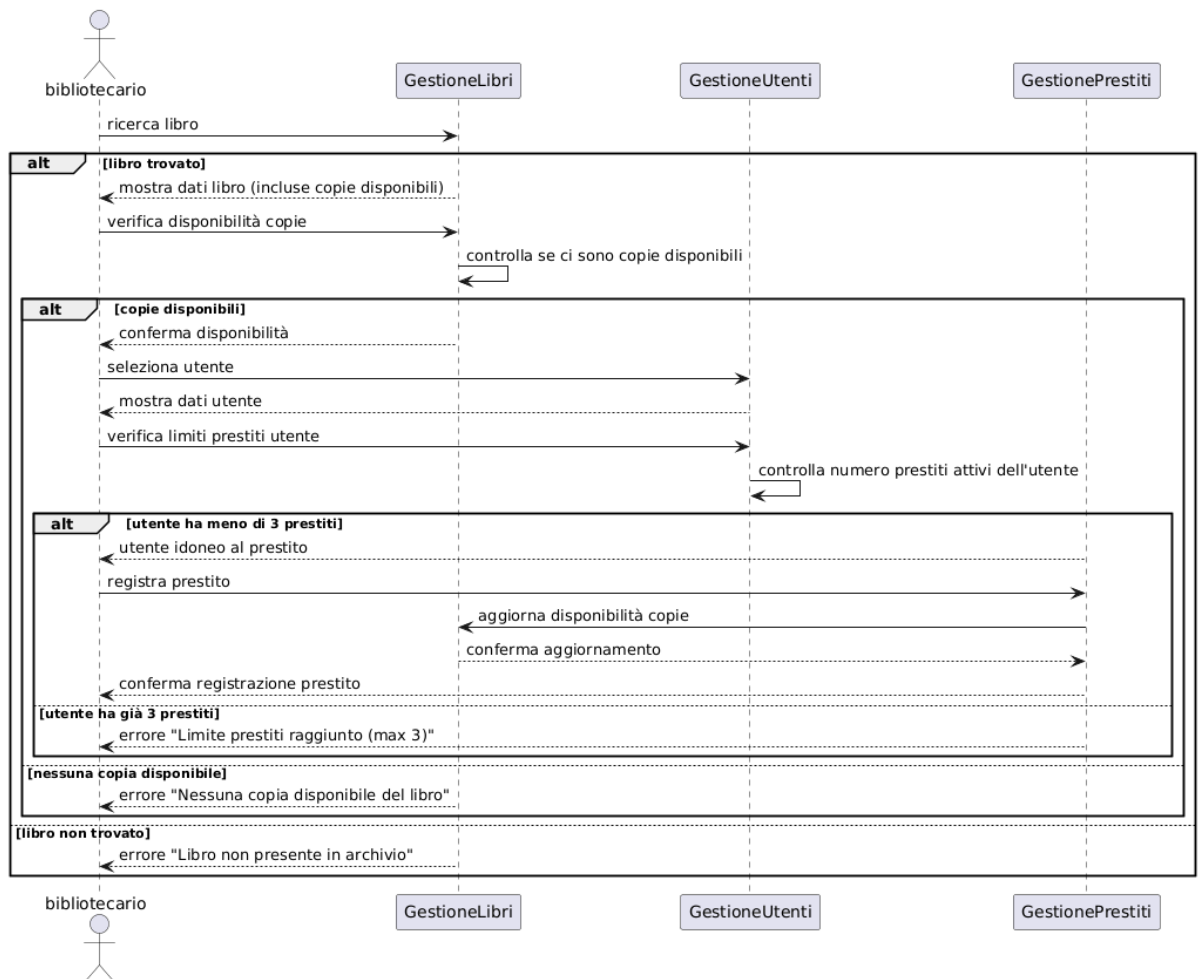 bibliotecario
GestioneLibri
GestioneUtenti
GestionePrestiti
ricerca libro
alt [libro trovato]
mostra dati libro (incluse copie disponibili)
verifica disponibilità copie
controlla se ci sono copie disponibili
alt [copie disponibili]
conferma disponibilità
seleziona utente
mostra dati utente
verifica limiti prestiti utente
controlla numero prestiti attivi dell'utente
alt [utente ha meno di 3 prestiti]
utente idoneo al prestito
registra prestito
aggiorna disponibilità copie
conferma aggiornamento
conferma registrazione prestito
[utente ha già 3 prestiti]
errore "Limite prestiti raggiunto (max 3)"
[nessuna copia disponibile]
errore "Nessuna copia disponibile del libro"
[libro non trovato]
errore "Libro non presente in archivio"
bibliotecario
GestioneLibri
GestioneUtenti
GestionePrestiti